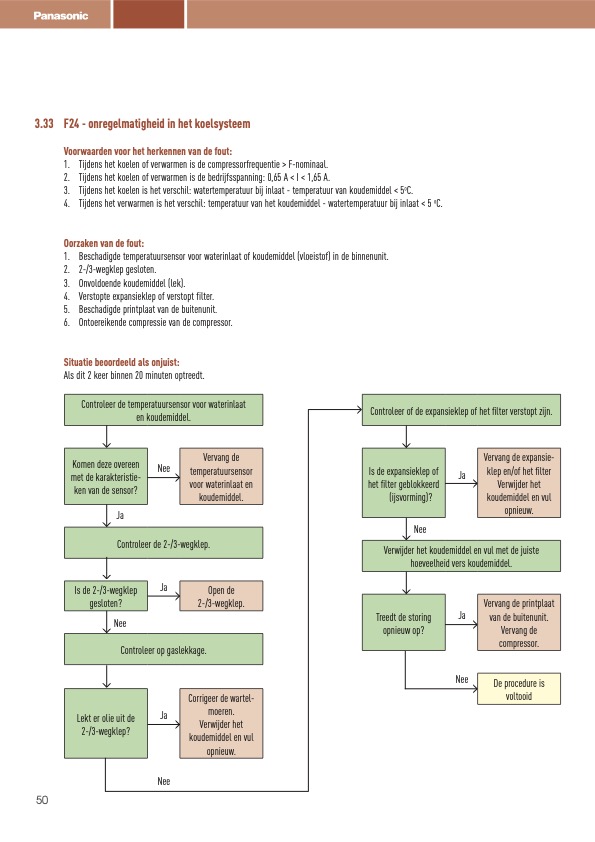 Panasonic
3.33 F24 - onregelmatigheid in het koelsysteem
Voorwaarden voor het herkennen van de fout:
1. Tijdens het koelen of verwarmen is de compressorfrequentie > F-nominaal.
2. Tijdens het koelen of verwarmen is de bedrijfsspanning: 0,65 A < I < 1,65 A.
3. Tijdens het koelen is het verschil: watertemperatuur bij inlaat - temperatuur van koudemiddel < 5ºC.
4. Tijdens het verwarmen is het verschil: temperatuur van het koudemiddel - watertemperatuur bij inlaat < 5 ºC.
Oorzaken van de fout:
1. Beschadigde temperatuursensor voor waterinlaat of koudemiddel (vloeistof) in de binnenunit.
2. 2-/3-wegklep gesloten.
3. Onvoldoende koudemiddel (lek).
4. Verstopte expansieklep of verstopt filter.
5. Beschadigde printplaat van de buitenunit.
6. Ontoereikende compressie van de compressor.
Situatie beoordeeld als onjuist:
Als dit 2 keer binnen 20 minuten optreedt.
Controleer de temperatuursensor voor waterinlaat
en koudemiddel.
Komen deze overeen
met de karakteristie-
ken van de sensor?
Nee
Vervang de
temperatuursensor
voor waterinlaat en
koudemiddel.
Ja
Controleer de 2-/3-wegklep.
Is de 2-/3-wegklep
gesloten?
Ja
Open de
2-/3-wegklep.
Nee
Controleer op gaslekkage.
Lekt er olie uit de
2-/3-wegklep?
Ja
Corrigeer de wartel-
moeren.
Verwijder het
koudemiddel en vul
opnieuw.
Nee
Controleer of de expansieklep of het filter verstopt zijn.
Is de expansieklep of
het filter geblokkeerd
(ijsvorming)?
Ja
Vervang de expansie-
klep en/of het filter
Verwijder het
koudemiddel en vul
opnieuw.
Nee
Verwijder het koudemiddel en vul met de juiste
hoeveelheid vers koudemiddel.
Treedt de storing
opnieuw op?
Ja
Vervang de printplaat
van de buitenunit.
Vervang de
compressor.
Nee
De procedure is
voltooid
50